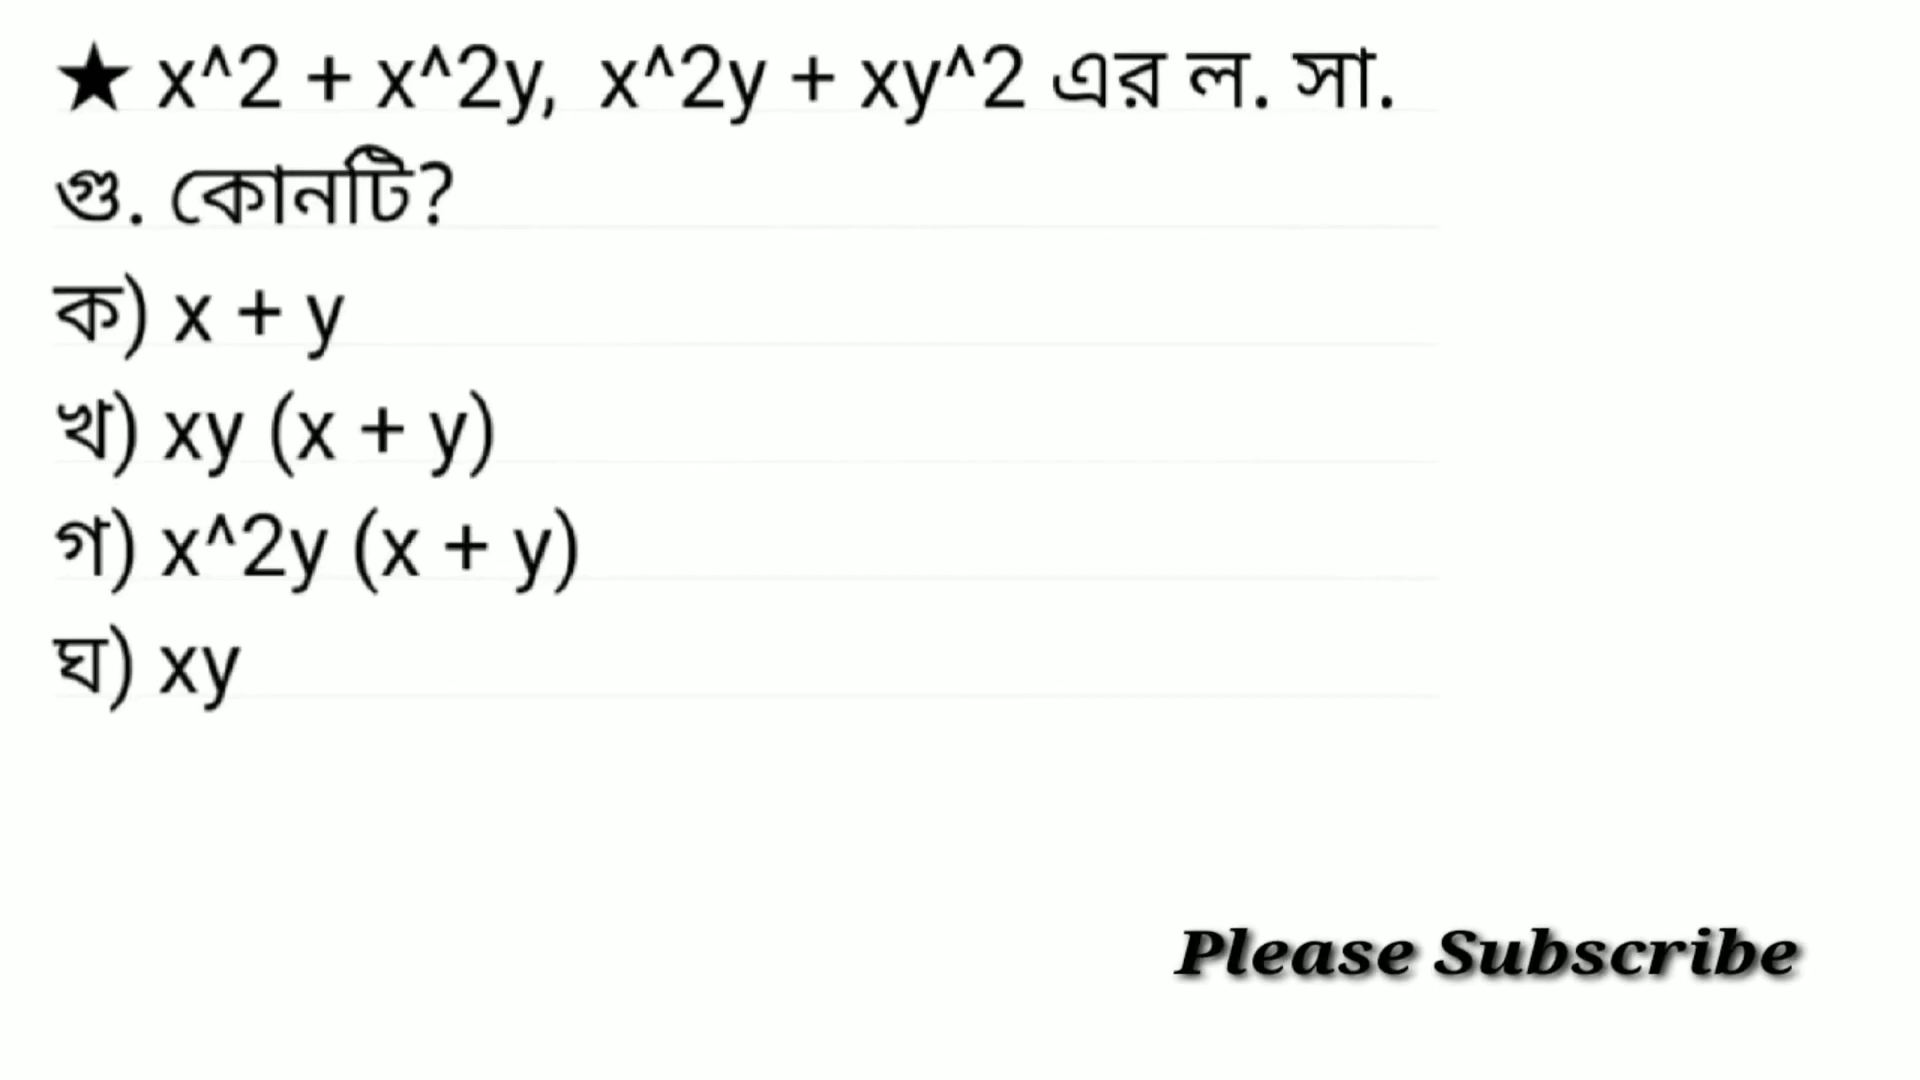 ★ x^2 + x^2y, x^2y + xy^2 এর ল. সা.
গু. কোনটি?
ক) x + y
খ) xy (x + y)
গ) x^2y (x + y)
ঘ) xy
Please Subscribe